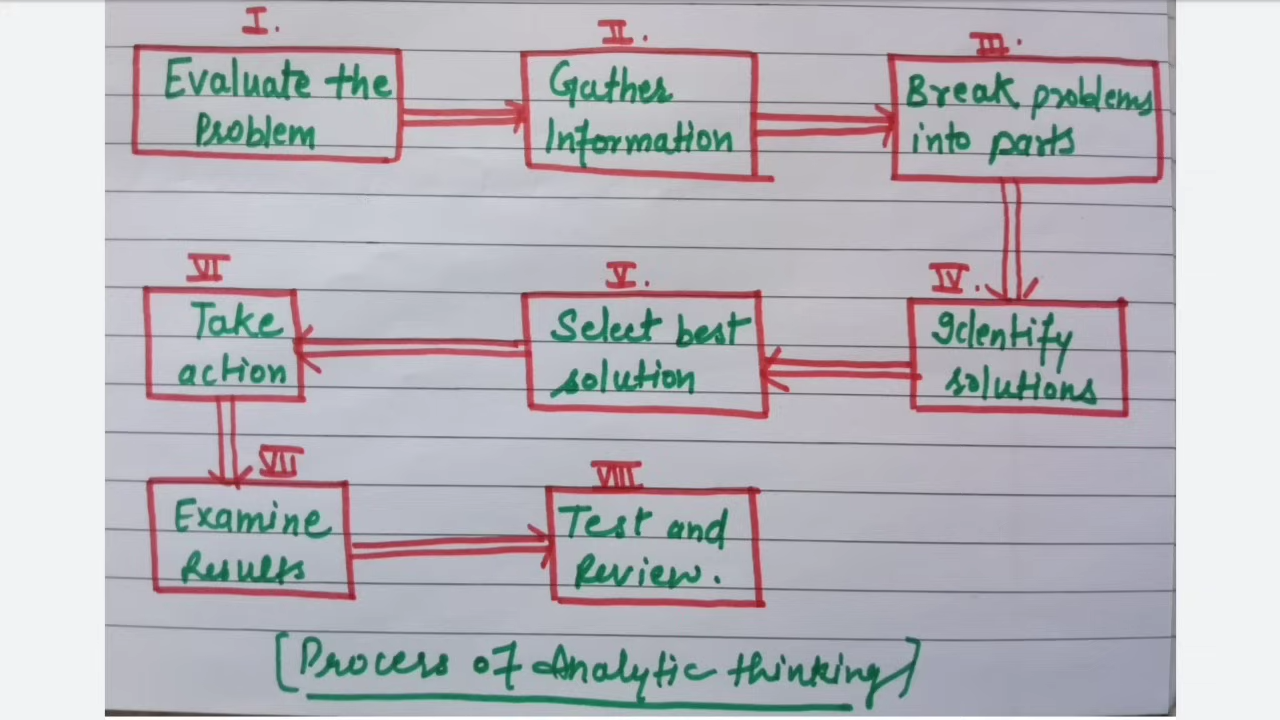 I.
Evaluate the
Problem
II.
Gather
Information
III.
Break problems
into parts
IV.
Identify
solutions
V.
Select best
solution
VI
Take
action
VII
Examine
Results
VIII
Test and
Review.
[Process of Analytic thinking]